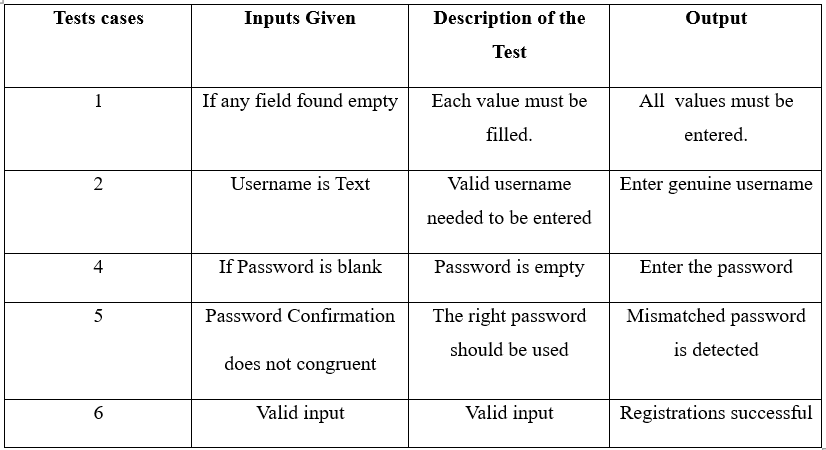 Tests cases Inputs Given Description of the Output
Test
1 If any field found empty Each value must be All values must be
filled. entered.
2 Username is Text Valid username Enter genuine username
needed to be entered
4 If Password is blank Password is empty Enter the password
5 Password Confirmation The right password Mismatched password
does not congruent should be used is detected
6 Valid input Valid input Registrations successful